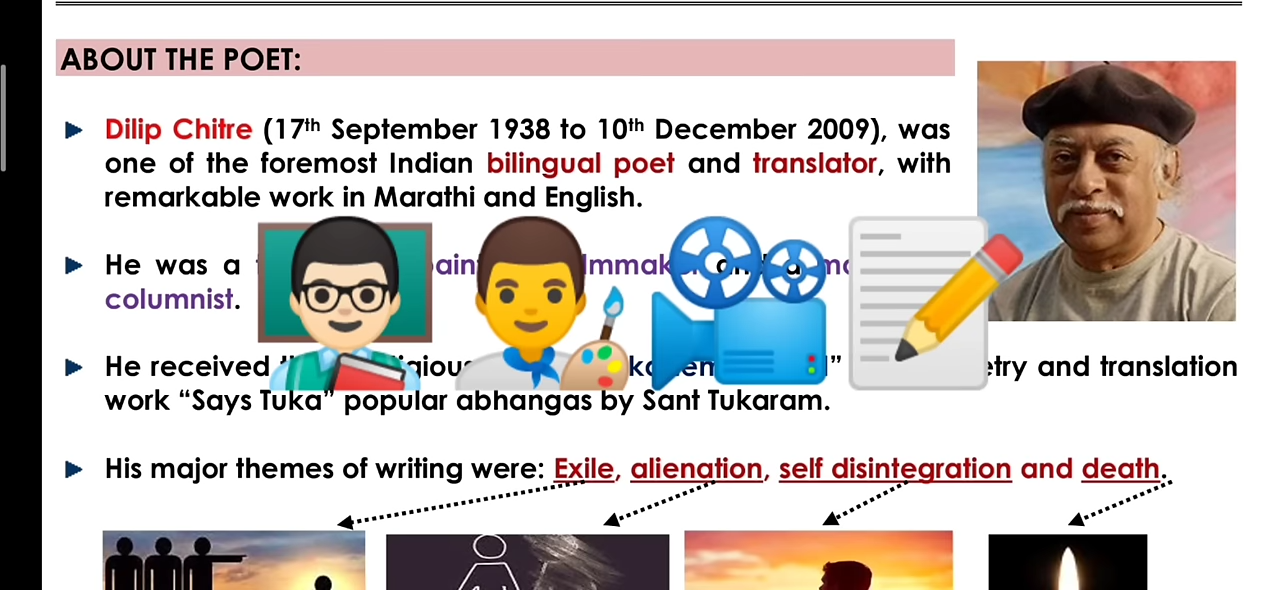 ABOUT THE POET:
Dilip Chitre (17th September 1938 to 10th December 2009), was
one of the foremost Indian bilingual poet and translator, with
remarkable work in Marathi and English.
He was a
columnist.
He received and translation
work “Says Tuka” popular abhangas by Sant Tukaram.
His major themes of writing were: Exile, alienation, self disintegration and death.